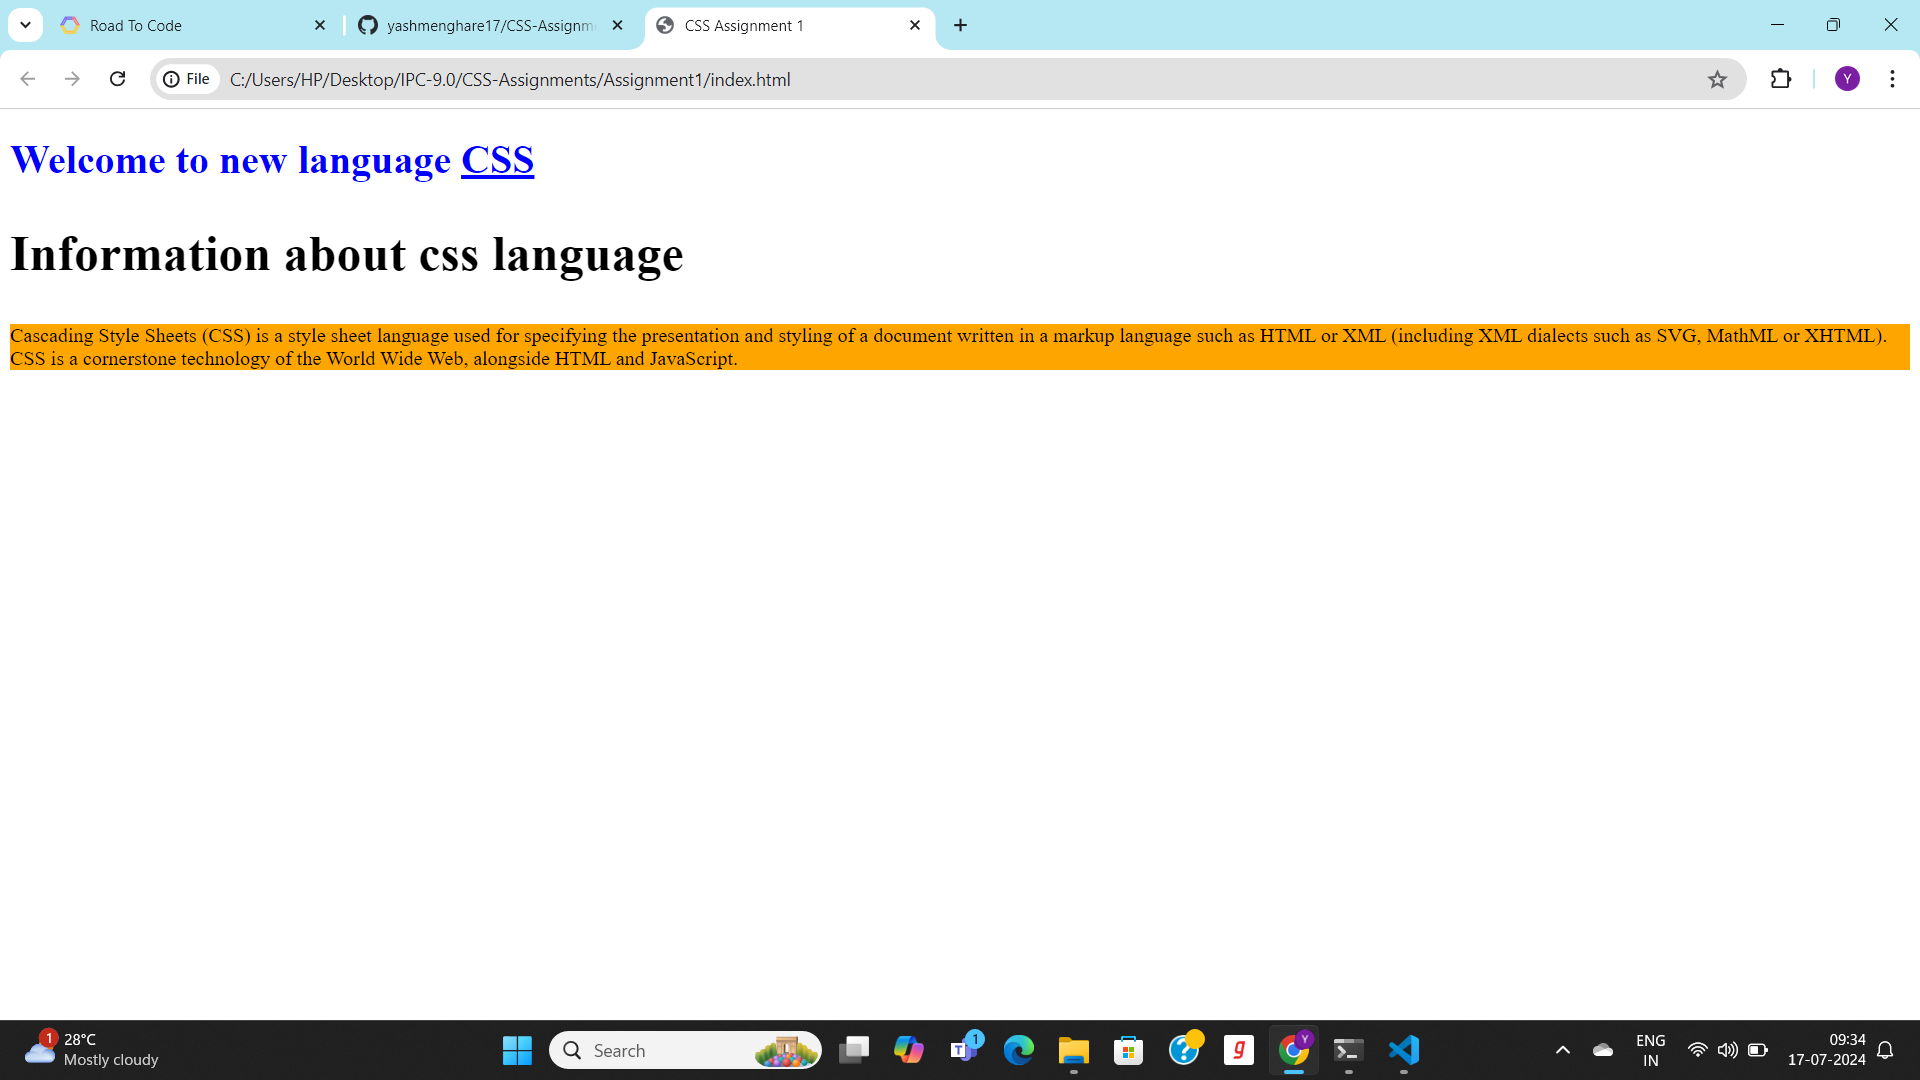 Road To Code
yashmenghare17/CSS-Assignm
CSS Assignment 1
File
C:/Users/HP/Desktop/IPC-9.0/CSS-Assignments/Assignment1/index.html
Y
Welcome to new language CSS
Information about css language
Cascading Style Sheets (CSS) is a style sheet language used for specifying the presentation and styling of a document written in a markup language such as HTML or XML (including XML dialects such as SVG, MathML or XHTML).
CSS is a cornerstone technology of the World Wide Web, alongside HTML and JavaScript.
1
28°C
Mostly cloudy
Search
1
Y
ENG
IN
09:34
17-07-2024